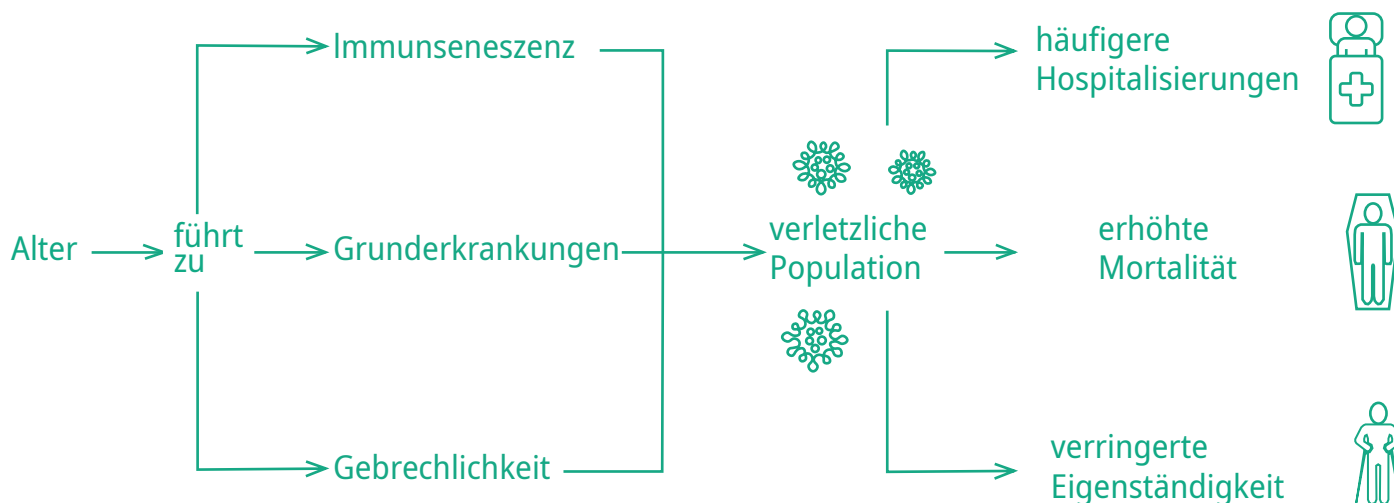 Alter
führt
zu
Immunseneszenz
Grunderkrankungen
Gebrechlichkeit
verletzliche
Population
häufigere
Hospitalisierungen
erhöhte
Mortalität
verringerte
Eigenständigkeit